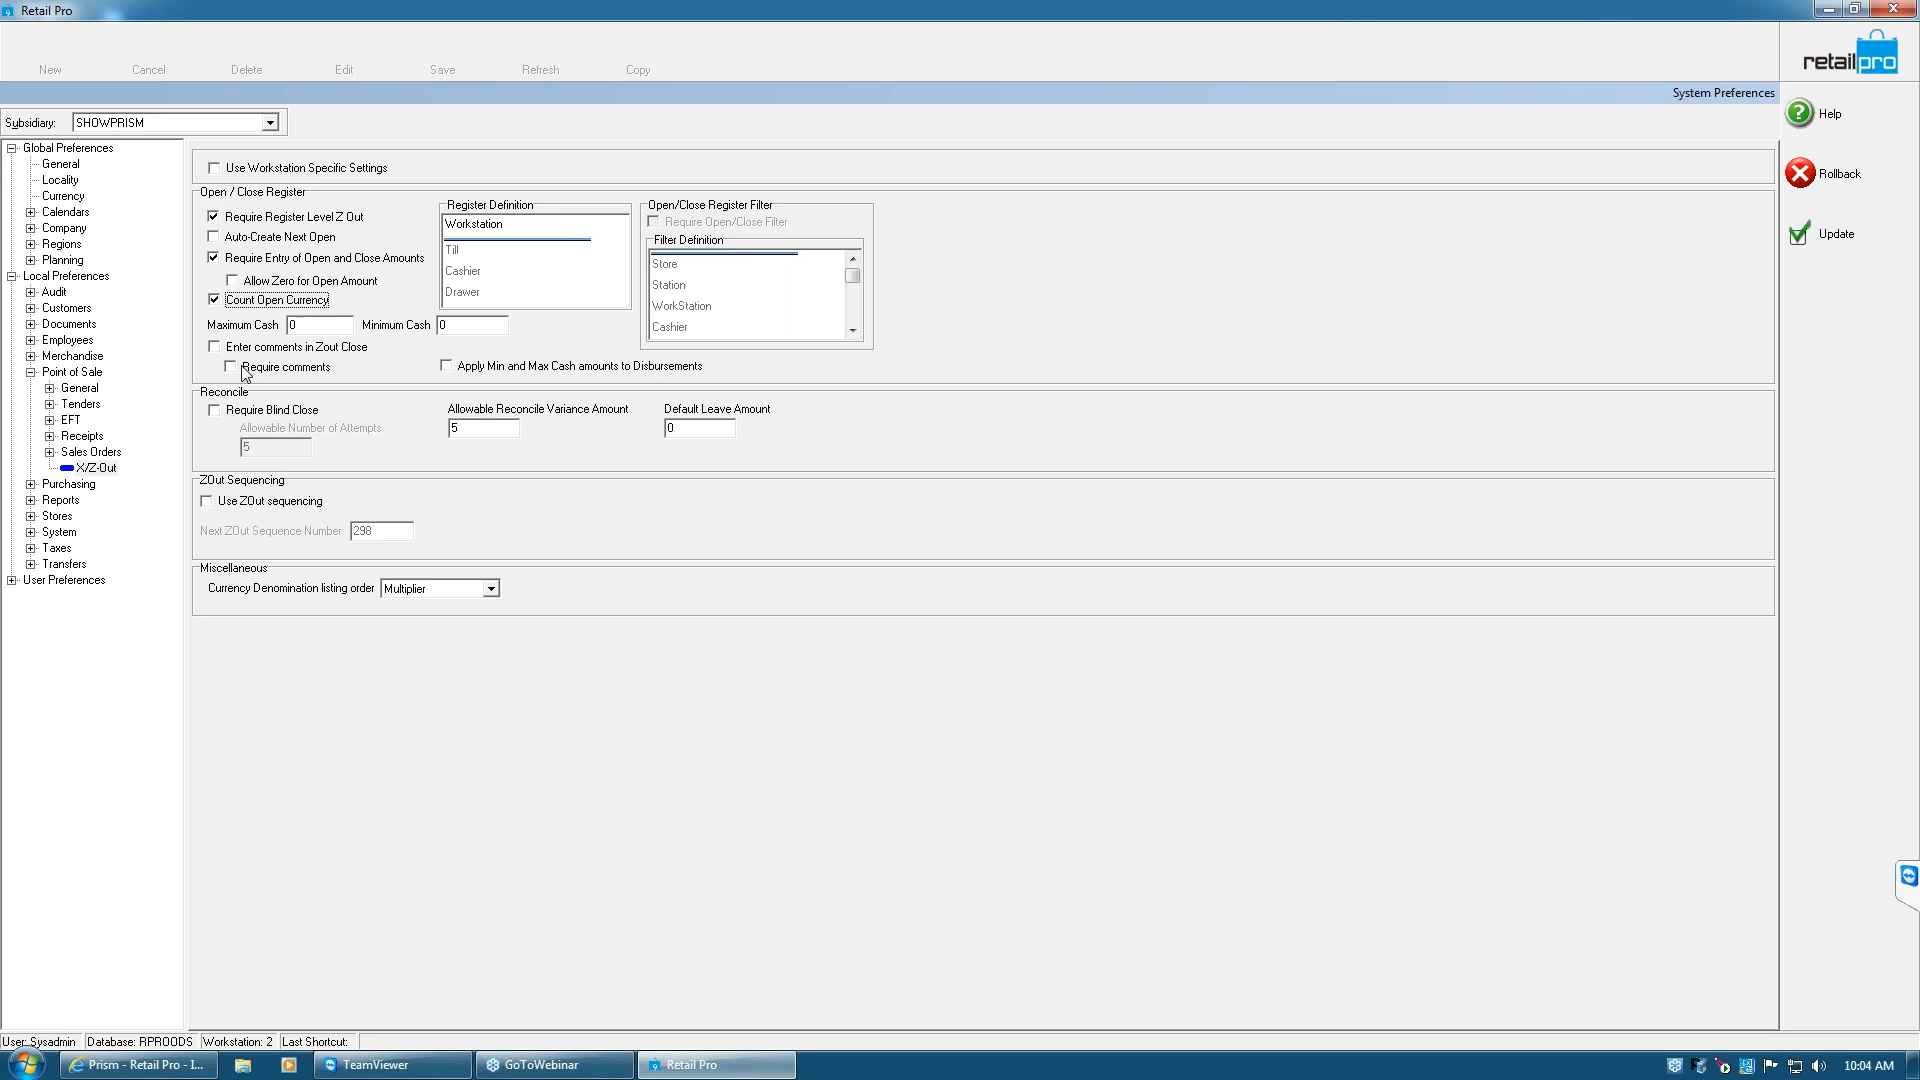 Retail Pro
New Cancel Delete Edit Save Refresh Copy
retailpro
System Preferences
Subsidiary: SHOWPRISM
Help
Rollback
Update
Global Preferences
General
Locality
Currency
Calendars
Company
Regions
Planning
Local Preferences
Audit
Customers
Documents
Employees
Merchandise
Point of Sale
General
Tenders
EFT
Receipts
Sales Orders
X/Z-Out
Purchasing
Reports
Stores
System
Taxes
Transfers
User Preferences
Use Workstation Specific Settings
Open / Close Register
Require Register Level Z Out
Auto-Create Next Open
Require Entry of Open and Close Amounts
Allow Zero for Open Amount
Count Open Currency
Maximum Cash 0 Minimum Cash 0
Enter comments in Zout Close
Require comments
Apply Min and Max Cash amounts to Disbursements
Register Definition
Workstation
Till
Cashier
Drawer
Open/Close Register Filter
Require Open/Close Filter
Filter Definition
Store
Station
WorkStation
Cashier
Reconcile
Require Blind Close
Allowable Number of Attempts
5
Allowable Reconcile Variance Amount
5
Default Leave Amount
0
ZOut Sequencing
Use ZOut sequencing
Next ZOut Sequence Number 298
Miscellaneous
Currency Denomination listing order Multiplier
User: Sysadmin Database: RPROODS Workstation: 2 Last Shortcut:
Prism - Retail Pro - I... TeamViewer GoToWebinar Retail Pro 10:04 AM